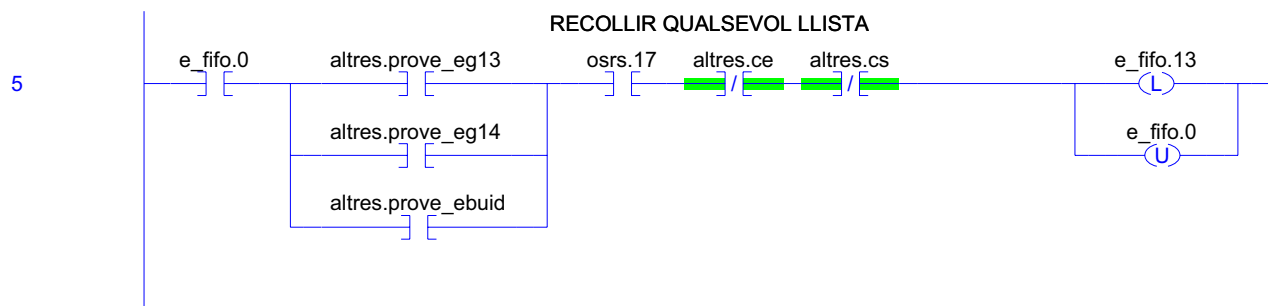 RECOLLIR QUALSEVOL LLISTA
e_fifo.0 altres.prove_eg13 osrs.17 altres.ce altres.cs e_fifo.13
5 / / L
altres.prove_eg14 e_fifo.0
U
altres.prove_ebuid